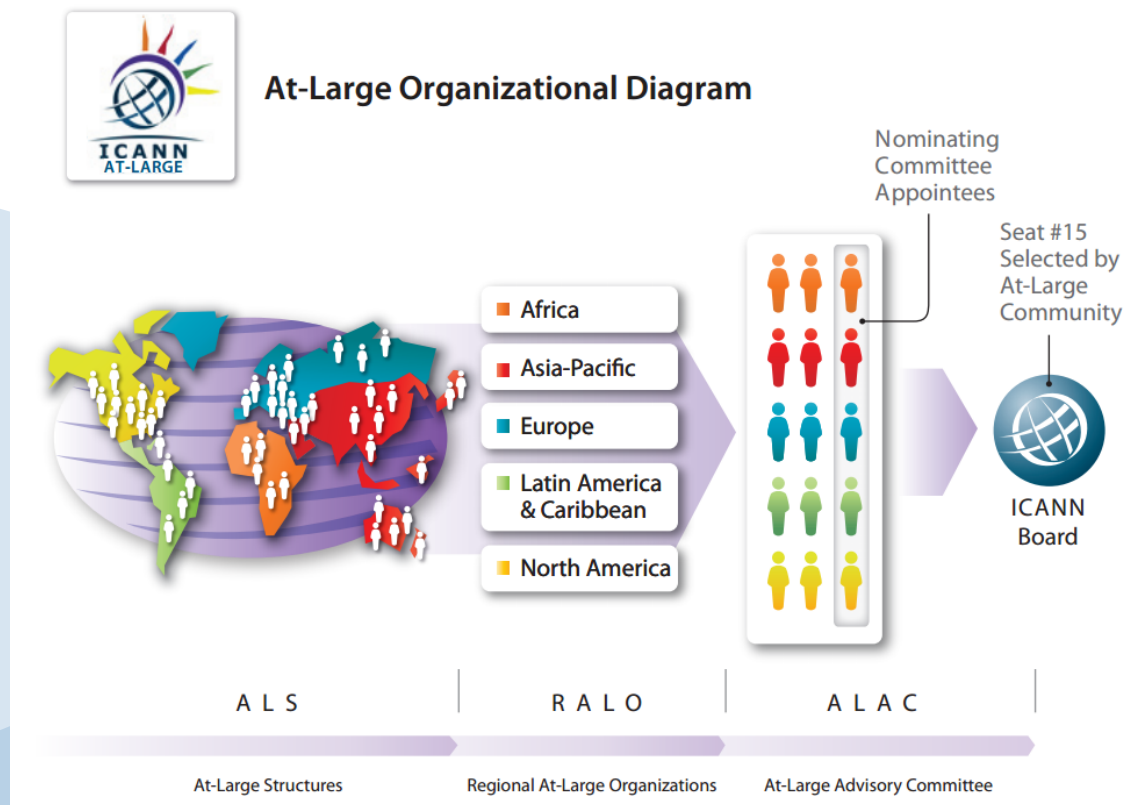 ICANN
AT-LARGE
At-Large Organizational Diagram
Nominating
Committee
Appointees
Seat #15
Selected by
At-Large
Community
Africa
Asia-Pacific
Europe
Latin America
& Caribbean
North America
ICANN
Board
ALS
RALO
ALAC
At-Large Structures
Regional At-Large Organizations
At-Large Advisory Committee